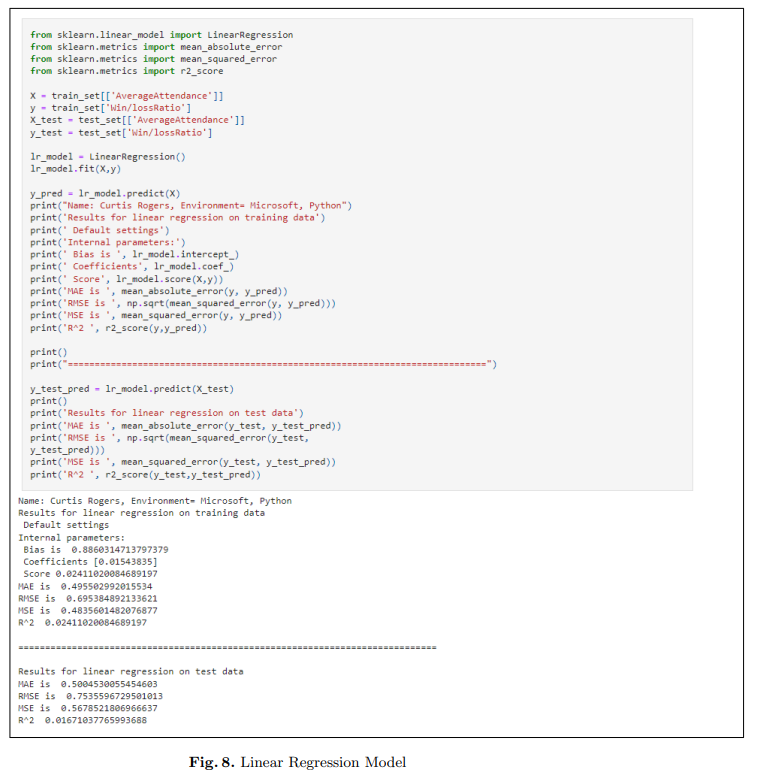 from sklearn.linear_model import LinearRegression
from sklearn.metrics import mean_absolute_error
from sklearn.metrics import mean_squared_error
from sklearn.metrics import r2_score

X = train_set[['AverageAttendance']]
y = train_set['Win/lossRatio']
X_test = test_set[['AverageAttendance']]
y_test = test_set['Win/lossRatio']

lr_model = LinearRegression()
lr_model.fit(X,y)

y_pred = lr_model.predict(X)
print("Name: Curtis Rogers, Environment= Microsoft, Python")
print('Results for linear regression on training data')
print(' Default settings')
print('Internal parameters:')
print(' Bias is ', lr_model.intercept_)
print(' Coefficients', lr_model.coef_)
print(' Score', lr_model.score(X,y))
print('MAE is ', mean_absolute_error(y, y_pred))
print('RMSE is ', np.sqrt(mean_squared_error(y, y_pred)))
print('MSE is ', mean_squared_error(y, y_pred))
print('R^2 ', r2_score(y,y_pred))

print()
print("================================================================================")

y_test_pred = lr_model.predict(X_test)
print()
print('Results for linear regression on test data')
print('MAE is ', mean_absolute_error(y_test, y_test_pred))
print('RMSE is ', np.sqrt(mean_squared_error(y_test,
y_test_pred)))
print('MSE is ', mean_squared_error(y_test, y_test_pred))
print('R^2 ', r2_score(y_test,y_test_pred))
Name: Curtis Rogers, Environment= Microsoft, Python
Results for linear regression on training data
 Default settings
Internal parameters:
 Bias is  0.8860314713797379
 Coefficients [0.01543835]
 Score 0.02411020084689197
MAE is  0.495502992015534
RMSE is  0.695384892133621
MSE is  0.4835601482076877
R^2  0.02411020084689197

================================================================================

Results for linear regression on test data
MAE is  0.5004530055454603
RMSE is  0.7535596729501013
MSE is  0.5678521806966637
R^2  0.01671037765993688
Fig. 8. Linear Regression Model